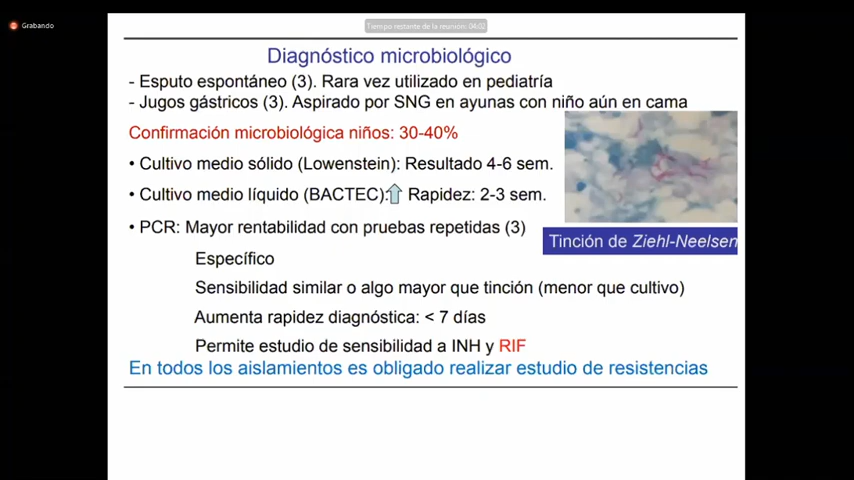 Grabando
Tiempo restante de la reunión: 04:02
Diagnóstico microbiológico
- Esputo espontáneo (3). Rara vez utilizado en pediatría
- Jugos gástricos (3). Aspirado por SNG en ayunas con niño aún en cama
Confirmación microbiológica niños: 30-40%
• Cultivo medio sólido (Lowenstein): Resultado 4-6 sem.
• Cultivo medio líquido (BACTEC): Rapidez: 2-3 sem.
• PCR: Mayor rentabilidad con pruebas repetidas (3)
Tinción de Ziehl-Neelsen
Específico
Sensibilidad similar o algo mayor que tinción (menor que cultivo)
Aumenta rapidez diagnóstica: < 7 días
Permite estudio de sensibilidad a INH y RIF
En todos los aislamientos es obligado realizar estudio de resistencias